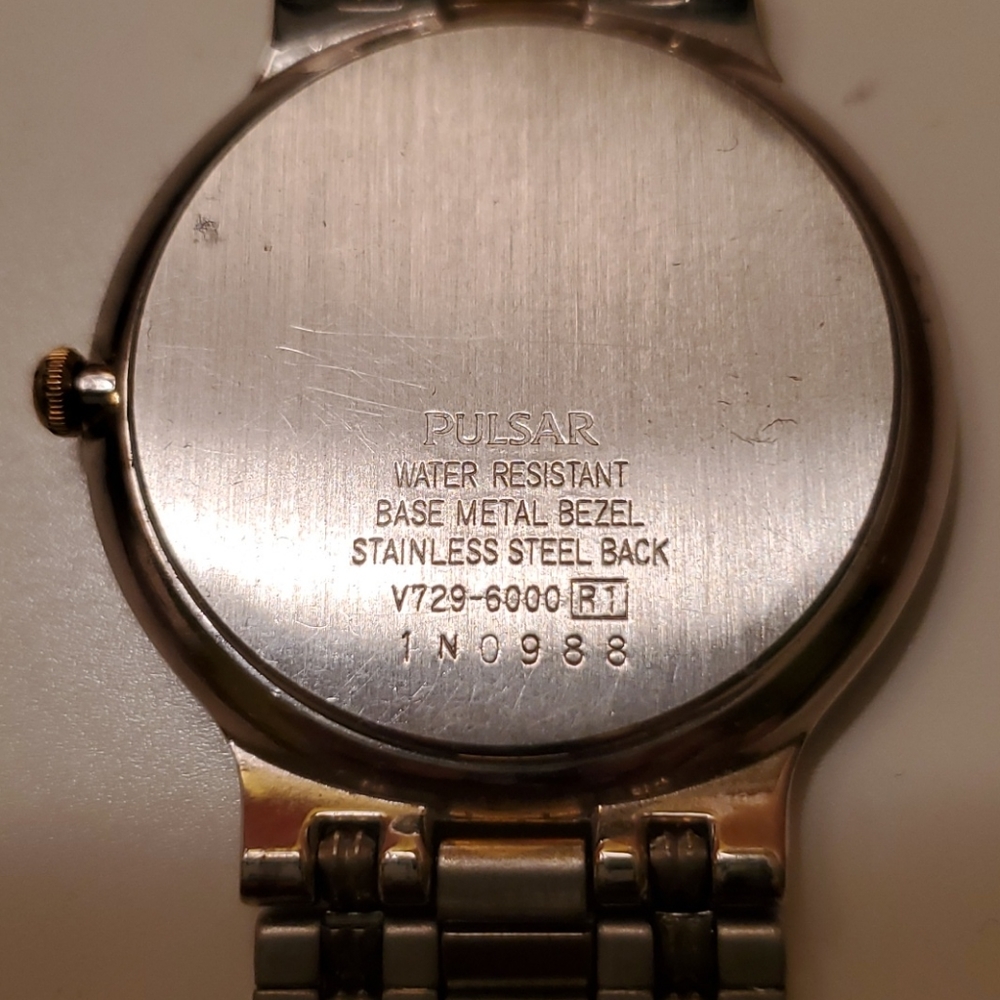 PULSAR
WATER RESISTANT
BASE METAL BEZEL
STAINLESS STEEL BACK
V729-6000 R1
1N0988